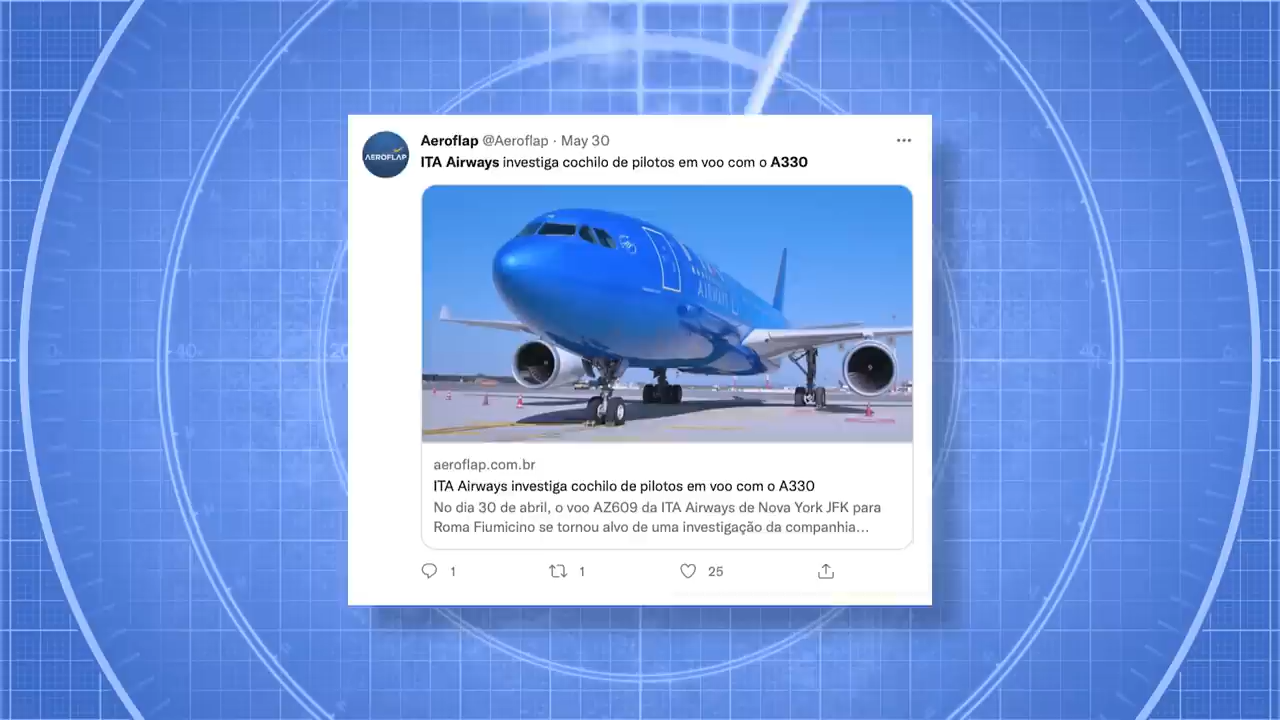 Aeroflap @Aeroflap · May 30
AEROFLAP
ITA Airways investiga cochilo de pilotos em voo com o A330
AIRWAYS
aeroflap.com.br
ITA Airways investiga cochilo de pilotos em voo com o A330
No dia 30 de abril, o voo AZ609 da ITA Airways de Nova York JFK para
Roma Fiumicino se tornou alvo de uma investigação da companhia...
1 1 25